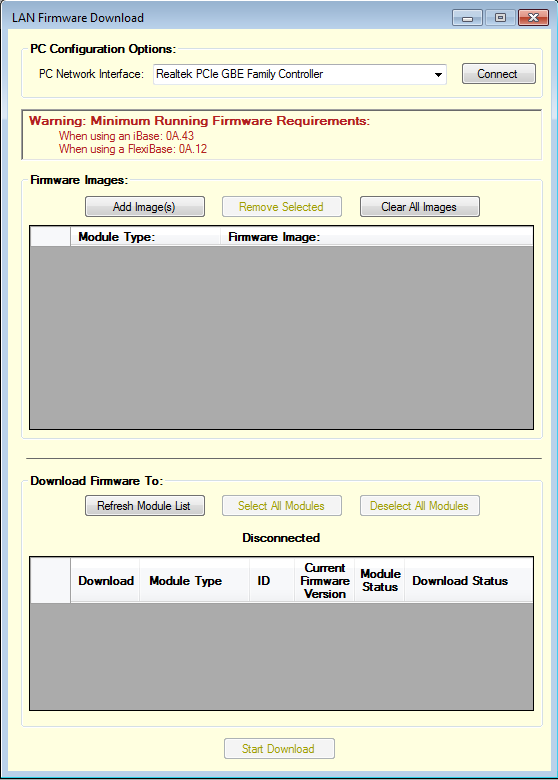 LAN Firmware Download
PC Configuration Options:
PC Network Interface: Realtek PCIe GBE Family Controller Connect
Warning: Minimum Running Firmware Requirements:
When using an iBase: 0A.43
When using a FlexiBase: 0A.12
Firmware Images:
Add Image(s) Remove Selected Clear All Images
Module Type: Firmware Image:
Download Firmware To:
Refresh Module List Select All Modules Deselect All Modules
Disconnected
Download Module Type ID Current Firmware Version Module Status Download Status
Start Download